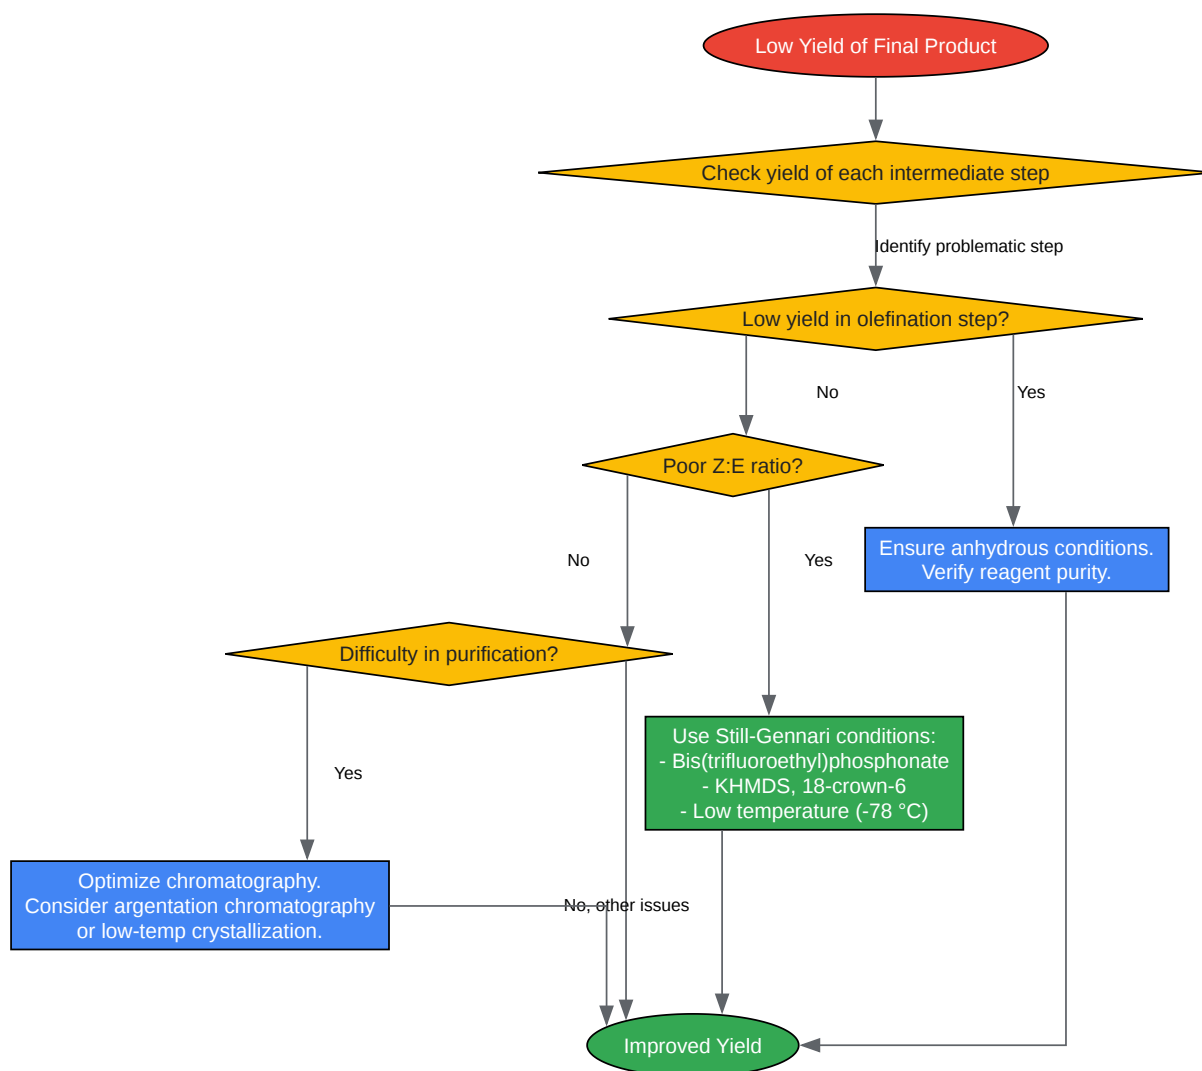 Low Yield of Final Product
Check yield of each intermediate step
Identify problematic step
Low yield in olefination step?
No
Yes
Poor Z:E ratio?
No
Yes
Ensure anhydrous conditions.
Verify reagent purity.
Difficulty in purification?
Yes
Use Still-Gennari conditions:
- Bis(trifluoroethyl)phosphonate
- KHMDS, 18-crown-6
- Low temperature (-78 °C)
Optimize chromatography.
Consider argentation chromatography
or low-temp crystallization.
No, other issues
Improved Yield